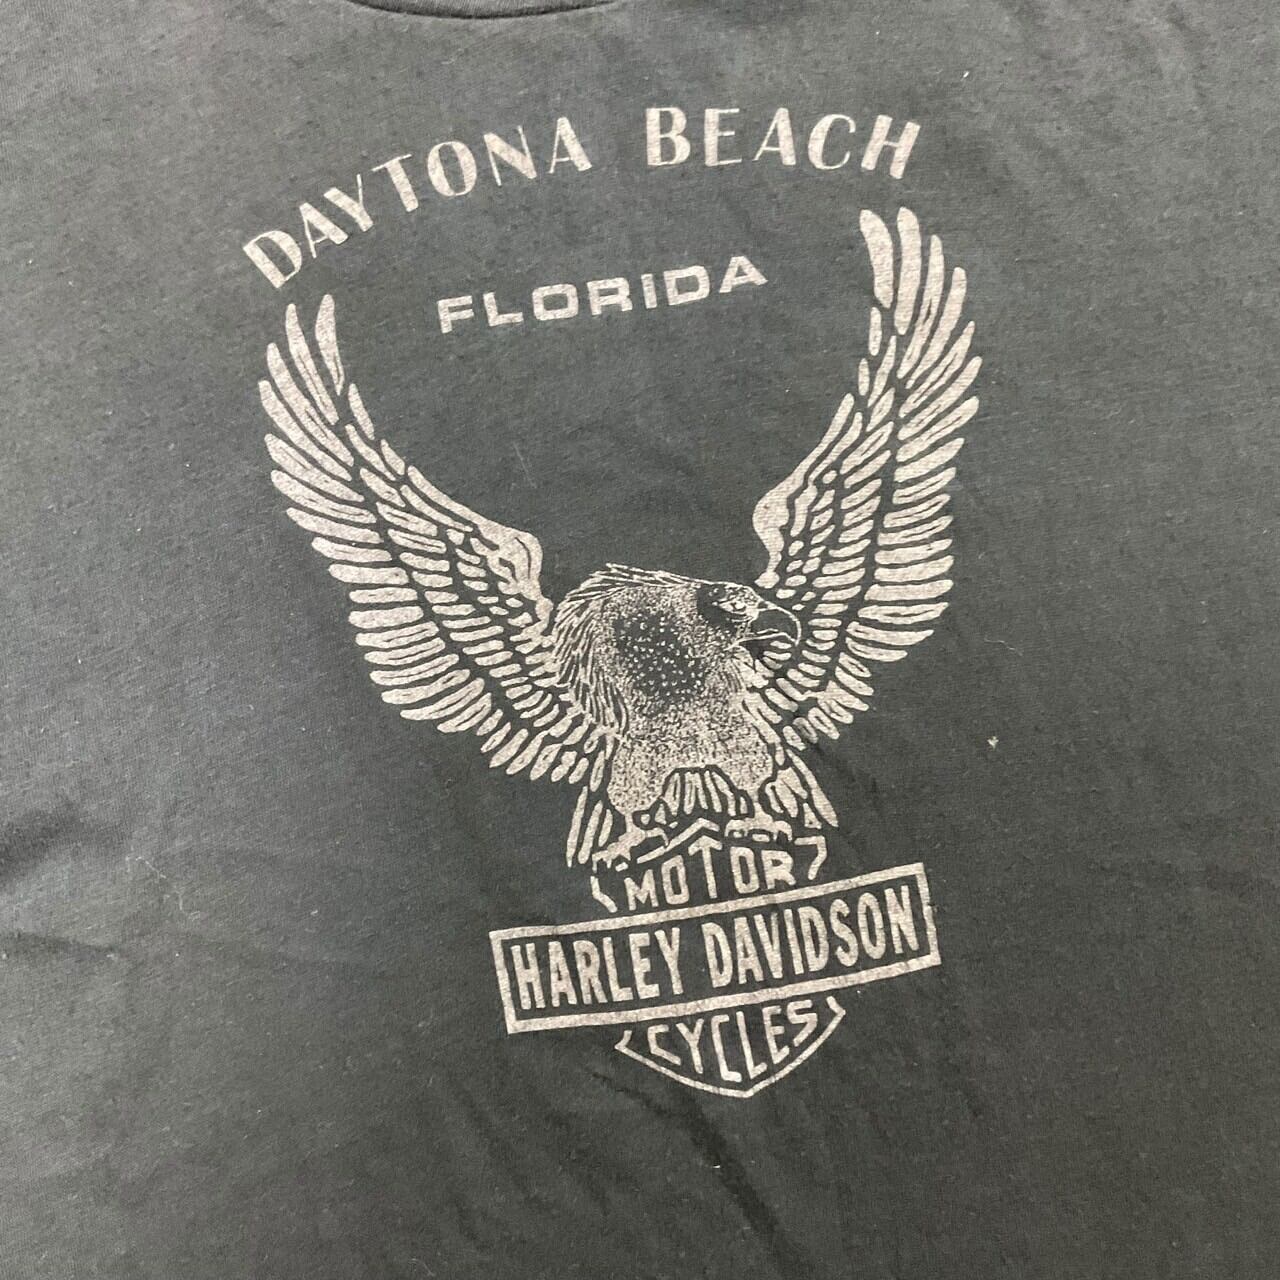 DAYTONA BEACH
FLORIDA
MOTOR
HARLEY DAVIDSON
CYCLES